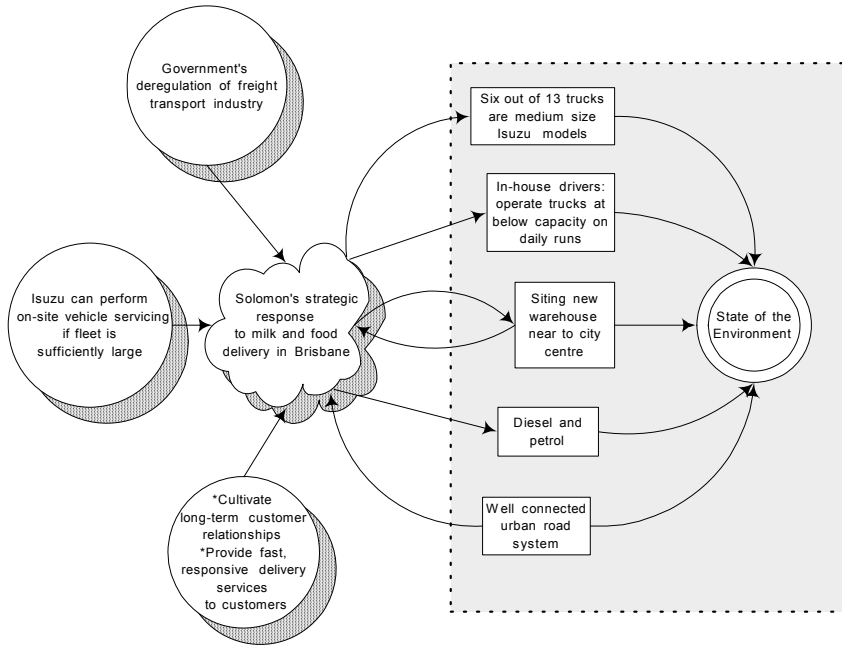 Government's
deregulation of freight
transport industry
Isuzu can perform
on-site vehicle servicing
if fleet is
sufficiently large
Solomon's strategic
response
to milk and food
delivery in Brisbane
*Cultivate
long-term customer
relationships
*Provide fast,
responsive delivery
services
to customers
Six out of 13 trucks
are medium size
Isuzu models
In-house drivers:
operate trucks at
below capacity on
daily runs
Siting new
warehouse
near to city
centre
Diesel and
petrol
Well connected
urban road
system
State of the
Environment